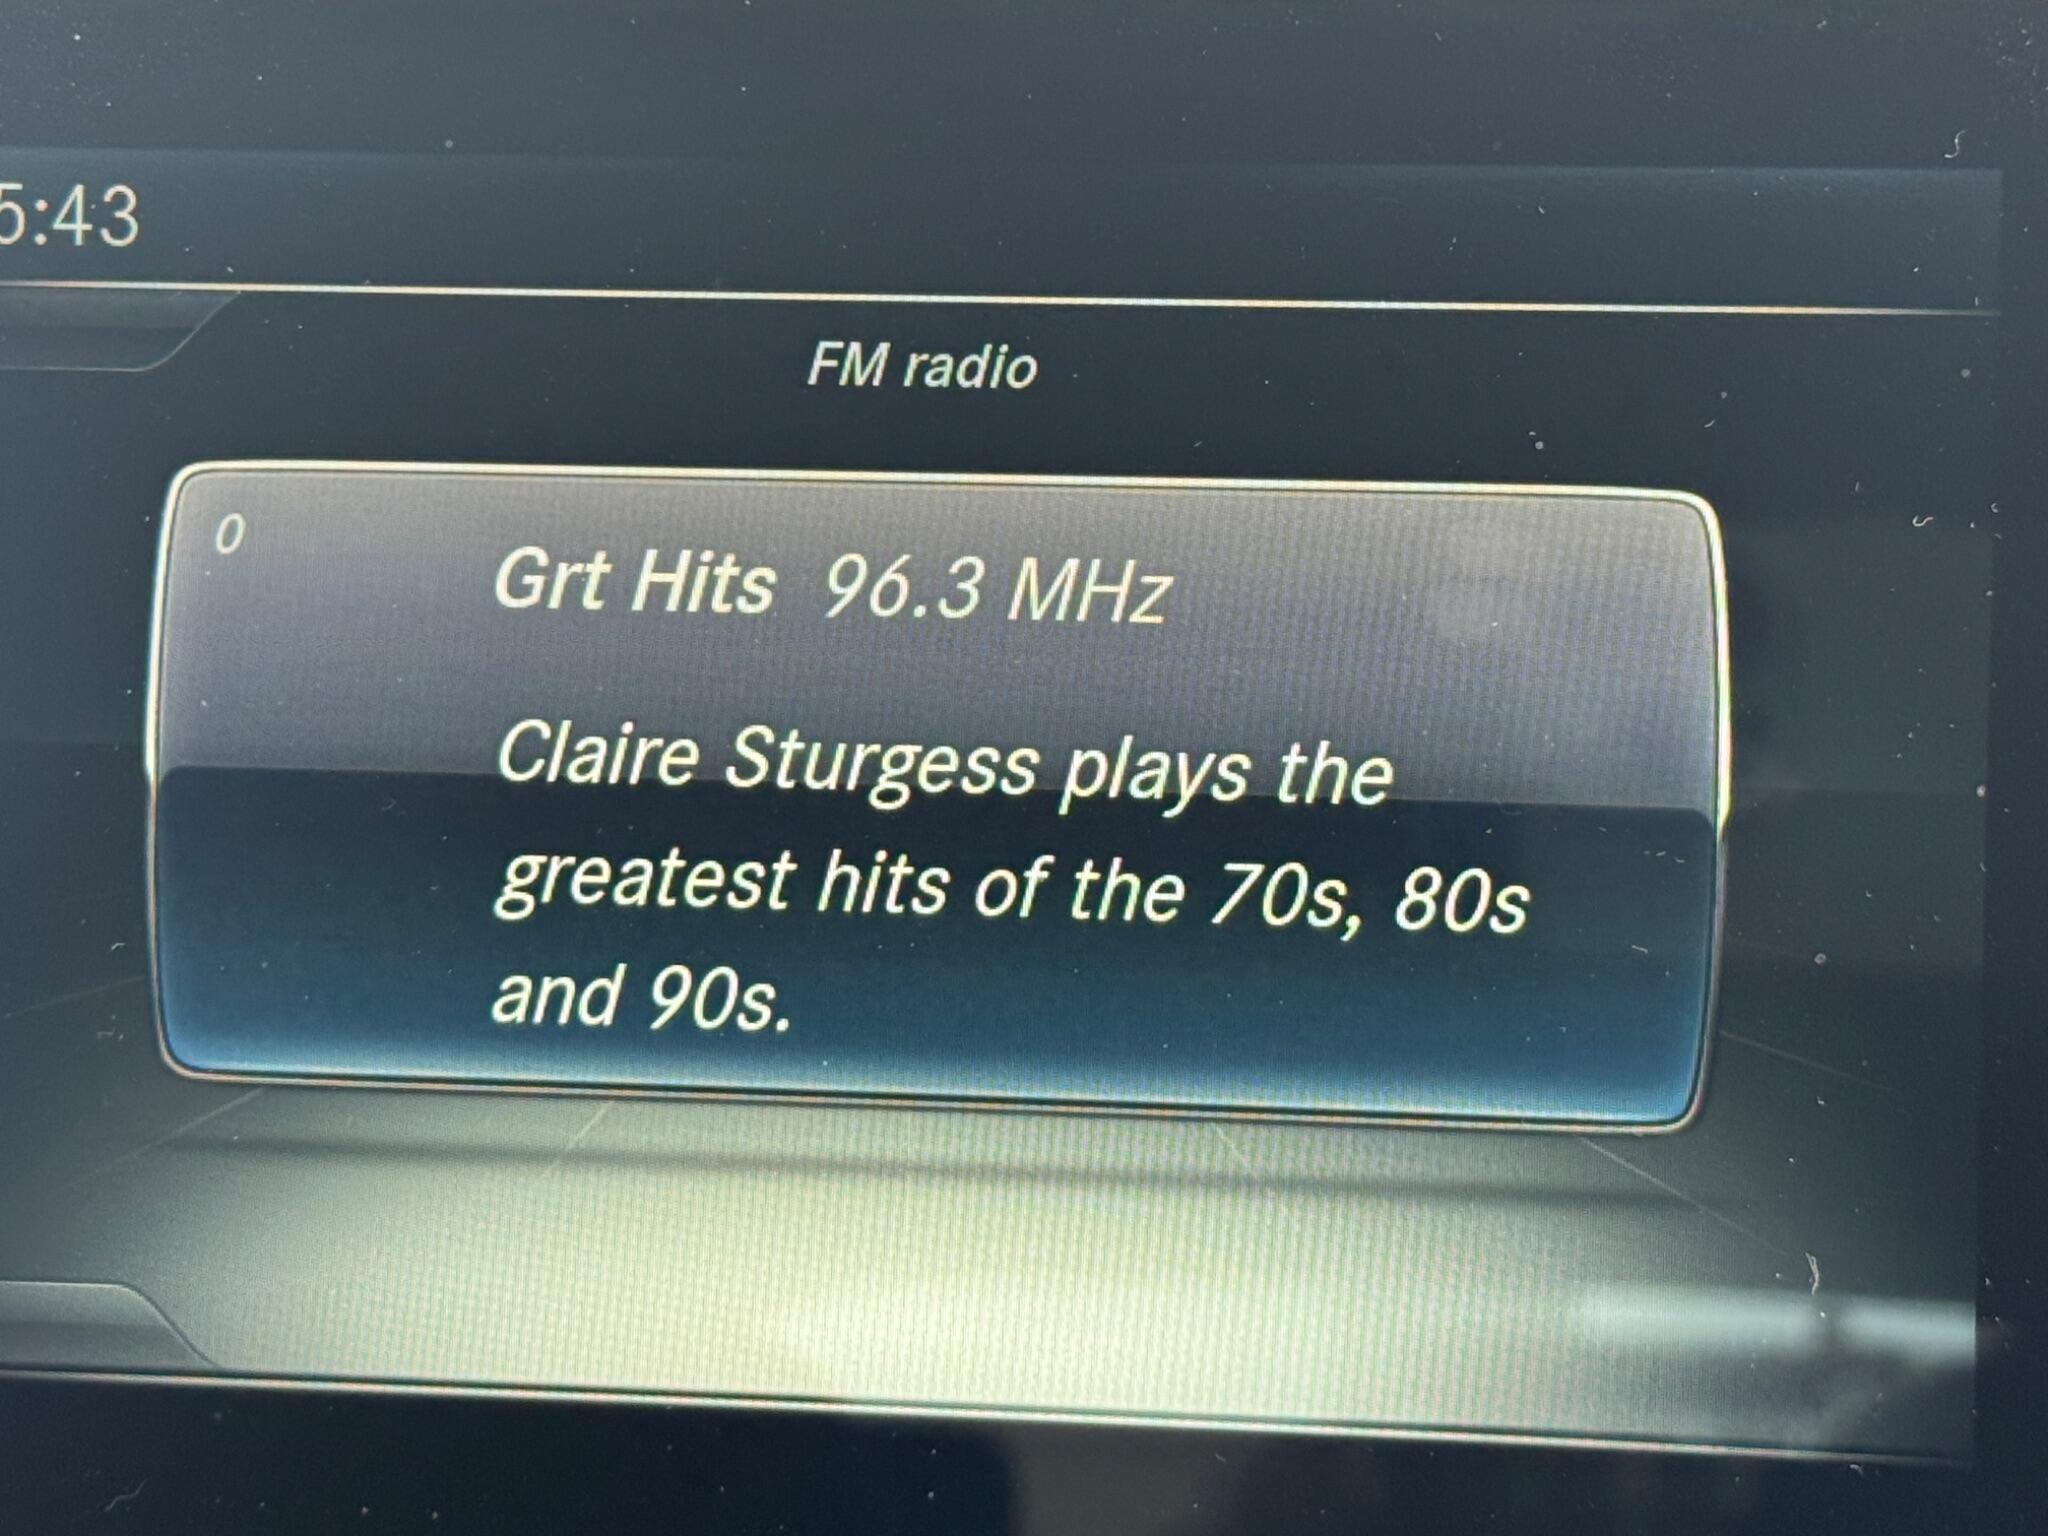 5:43
FM radio
0
Grt Hits 96.3 MHz
Claire Sturgess plays the
greatest hits of the 70s, 80s
and 90s.